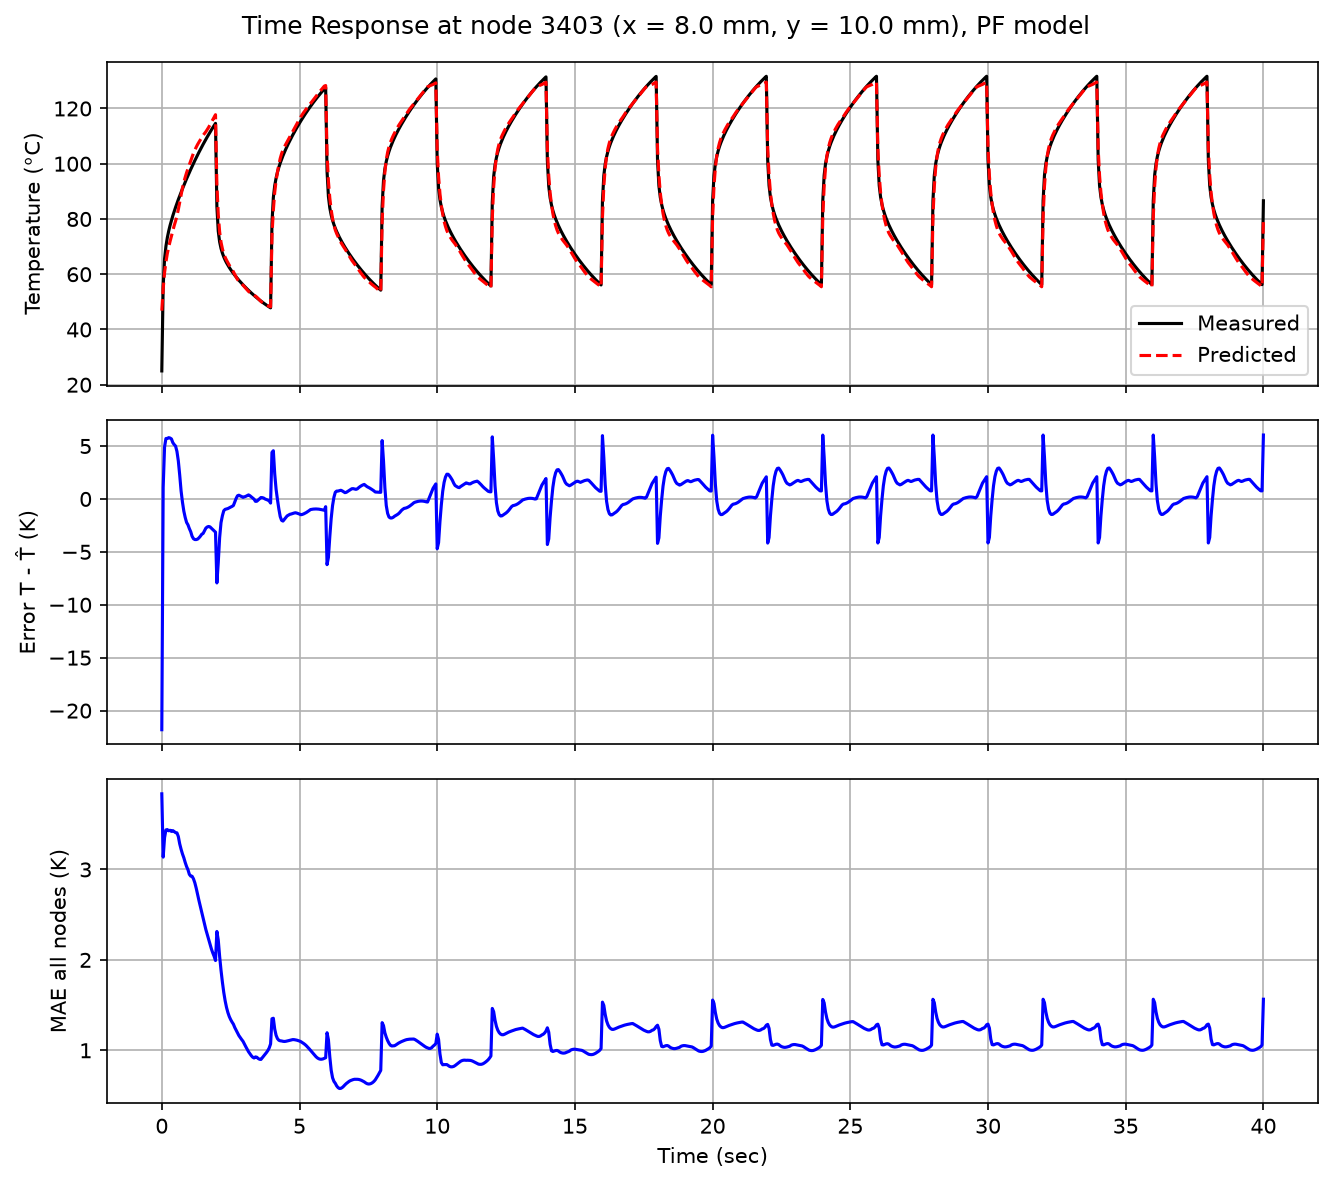 Time Response at node 3403 (x = 8.0 mm, y = 10.0 mm), PF model
120
100
80
60
40
20
Temperature (°C)
Measured
Predicted
5
0
−5
−10
−15
−20
Error T - T̂ (K)
3
2
1
MAE all nodes (K)
0 5 10 15 20 25 30 35 40
Time (sec)